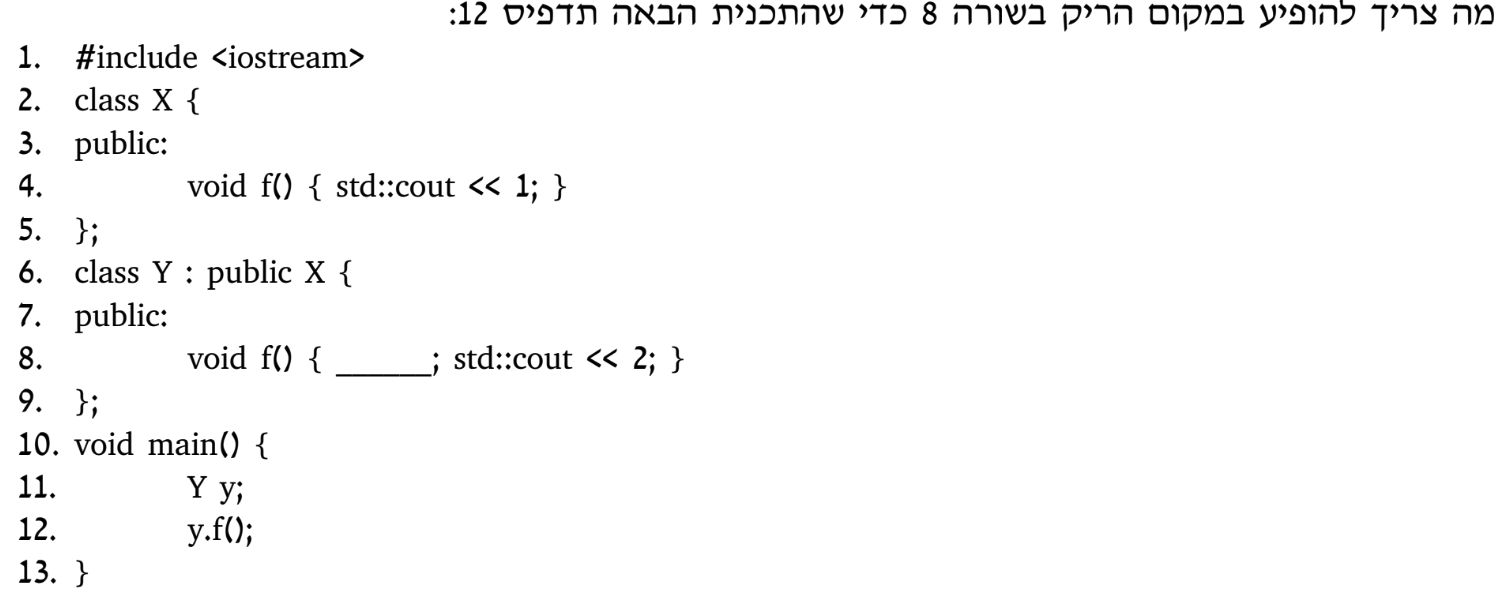 מה צריך להופיע במקום הריק בשורה 8 כדי שהתכנית הבאה תדפיס 12:
1. #include <iostream>
2. class X {
3. public:
4. void f() { std::cout << 1; }
5. };
6. class Y : public X {
7. public:
8. void f() { ______; std::cout << 2; }
9. };
10. void main() {
11. Y y;
12. y.f();
13. }